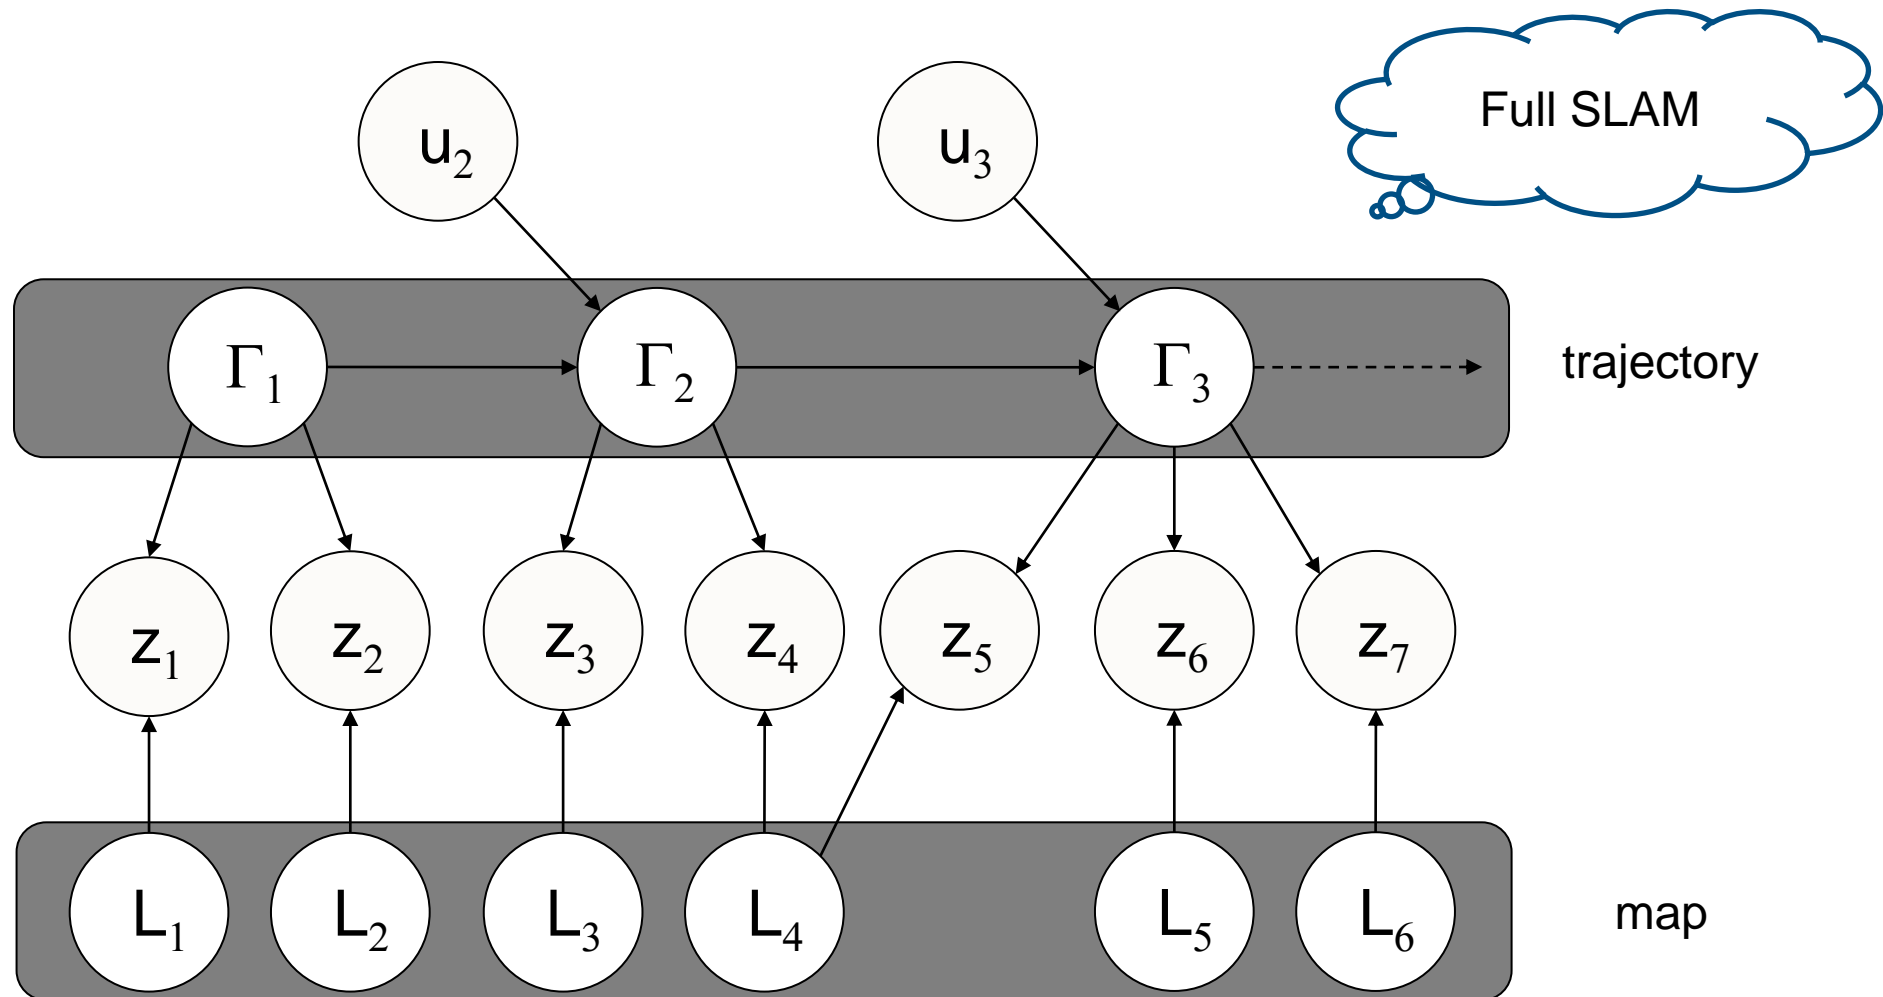 Full SLAM
u₂ u₃
Γ₁ Γ₂ Γ₃ trajectory
z₁ z₂ z₃ z₄ z₅ z₆ z₇
L₁ L₂ L₃ L₄ L₅ L₆ map